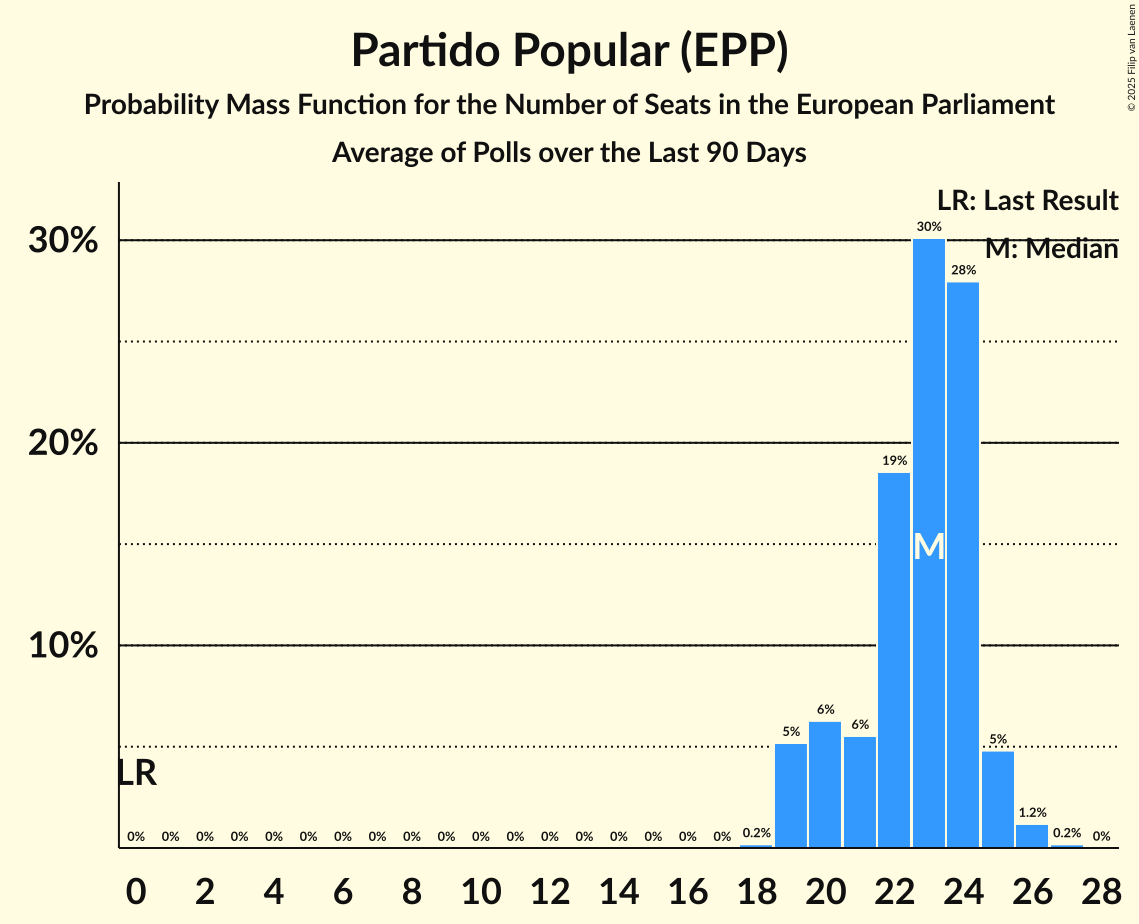 Partido Popular (EPP)
Probability Mass Function for the Number of Seats in the European Parliament
Average of Polls over the Last 90 Days
© 2025 Filip van Laenen
LR: Last Result
M: Median
30%
20%
10%
30%
28%
19%
M
6%
6%
5%
5%
LR
0% 0% 0% 0% 0% 0% 0% 0% 0% 0% 0% 0% 0% 0% 0% 0% 0% 0% 0.2% 1.2% 0.2% 0%
0 2 4 6 8 10 12 14 16 18 20 22 24 26 28